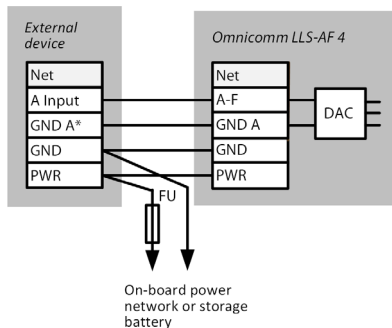 External
device
Omnicomm LLS-AF 4
Net
A Input
GND A*
GND
PWR
Net
A-F
GND A
GND
PWR
DAC
FU
On-board power
network or storage
battery